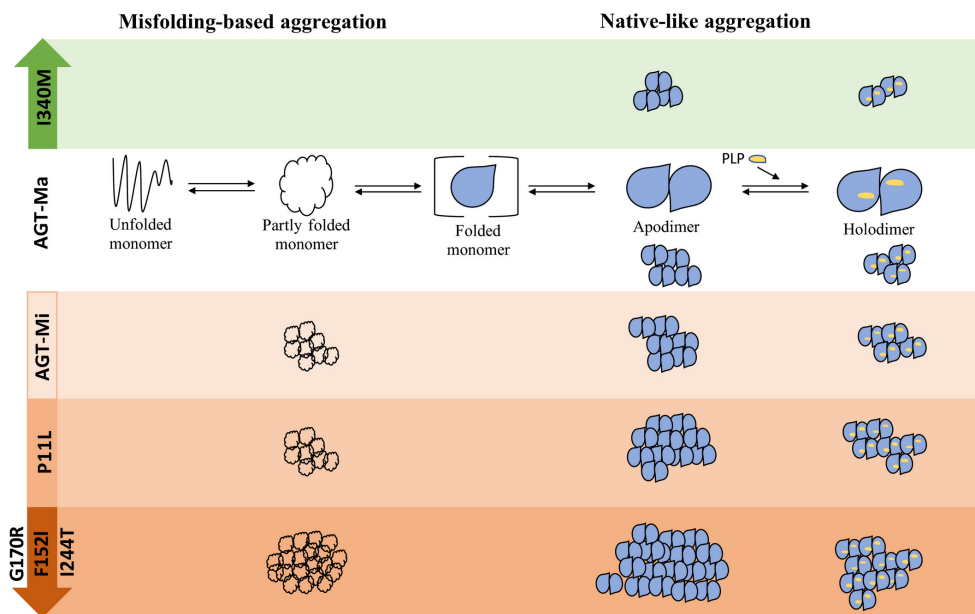 Misfolding-based aggregation
Native-like aggregation
I340M
AGT-Ma
PLP
Unfolded
monomer
Partly folded
monomer
Folded
monomer
Apodimer
Holodimer
AGT-Mi
P11L
G170R
F152I
I244T